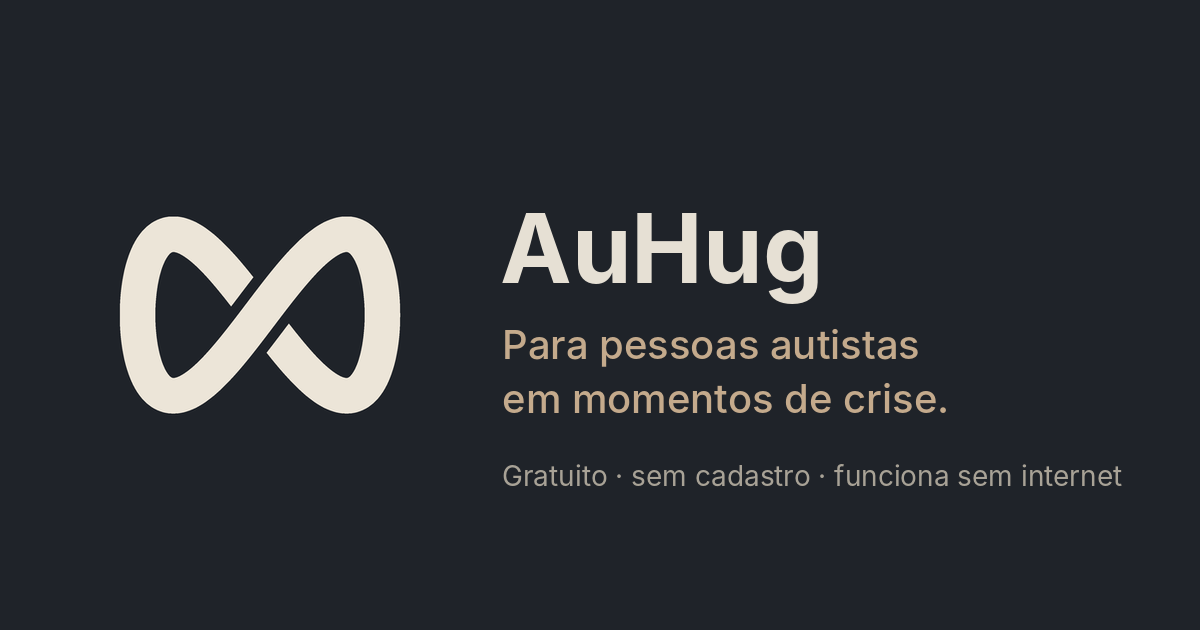 AuHug
Para pessoas autistas
em momentos de crise.
Gratuito · sem cadastro · funciona sem internet